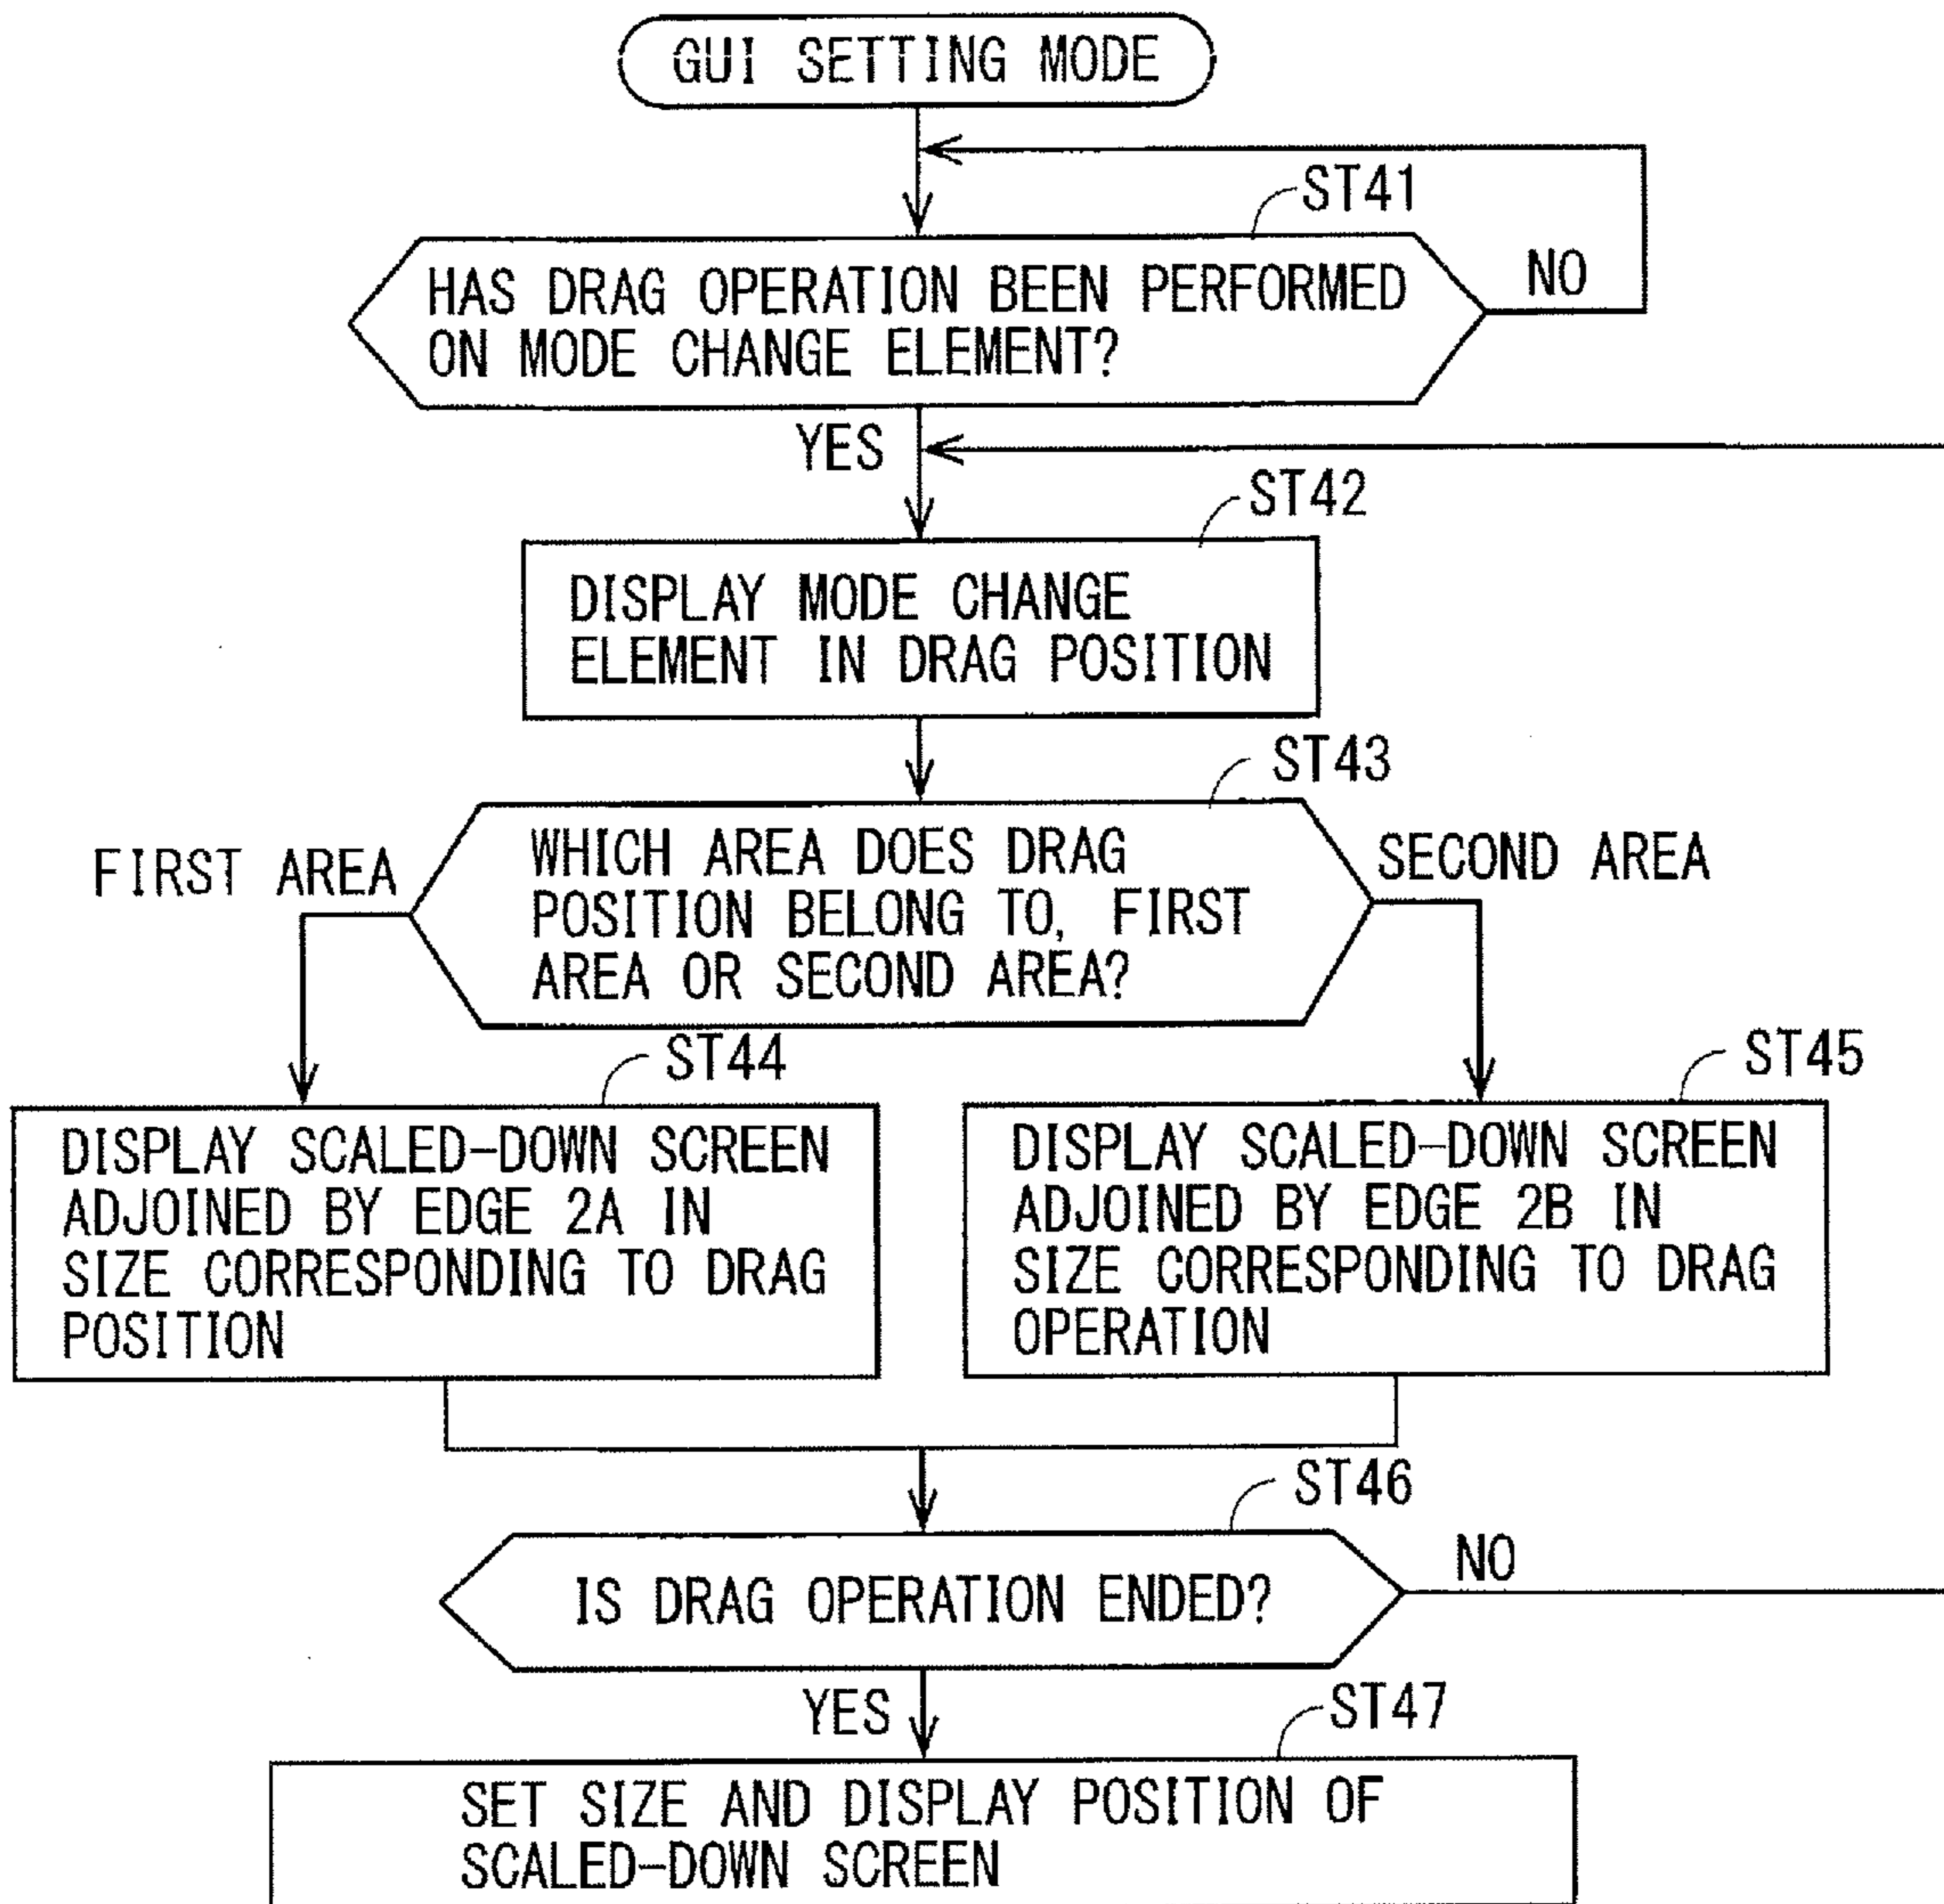 GUI SETTING MODE
ST41
HAS DRAG OPERATION BEEN PERFORMED
ON MODE CHANGE ELEMENT?
NO
YES
ST42
DISPLAY MODE CHANGE
ELEMENT IN DRAG POSITION
ST43
WHICH AREA DOES DRAG
POSITION BELONG TO, FIRST
AREA OR SECOND AREA?
FIRST AREA
SECOND AREA
ST44
DISPLAY SCALED-DOWN SCREEN
ADJOINED BY EDGE 2A IN
SIZE CORRESPONDING TO DRAG
POSITION
ST45
DISPLAY SCALED-DOWN SCREEN
ADJOINED BY EDGE 2B IN
SIZE CORRESPONDING TO DRAG
OPERATION
ST46
IS DRAG OPERATION ENDED?
NO
YES
ST47
SET SIZE AND DISPLAY POSITION OF
SCALED-DOWN SCREEN